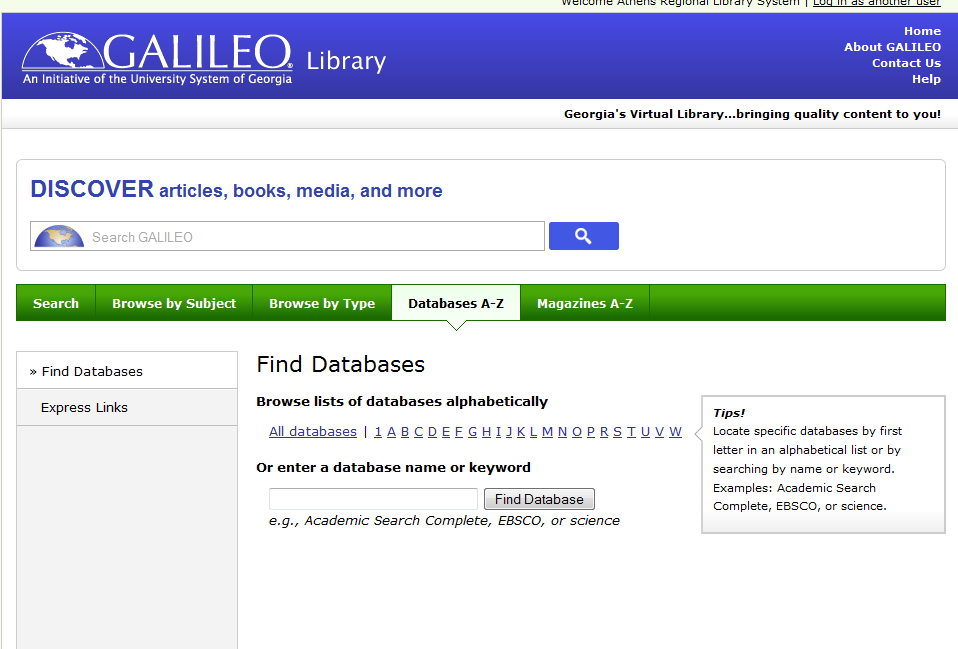 Welcome Athens Regional Library System | Log in as another user
GALILEO® Library
An Initiative of the University System of Georgia
Home
About GALILEO
Contact Us
Help
Georgia's Virtual Library...bringing quality content to you!
DISCOVER articles, books, media, and more
Search GALILEO
Search Browse by Subject Browse by Type Databases A-Z Magazines A-Z
» Find Databases
Express Links
Find Databases
Browse lists of databases alphabetically
All databases | 1 A B C D E F G H I J K L M N O P R S T U V W
Or enter a database name or keyword
Find Database
e.g., Academic Search Complete, EBSCO, or science
Tips!
Locate specific databases by first
letter in an alphabetical list or by
searching by name or keyword.
Examples: Academic Search
Complete, EBSCO, or science.